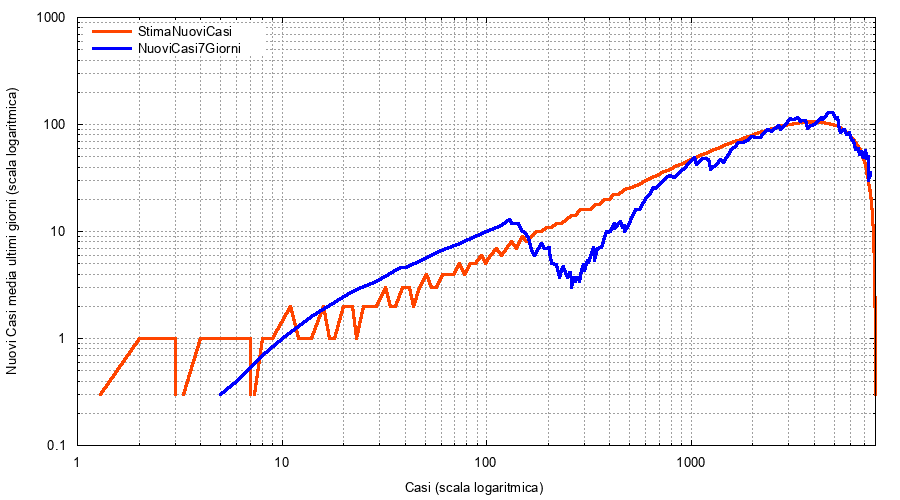 1000
100
10
1
0.1
StimaNuoviCasi
NuoviCasi7Giorni
Nuovi Casi media ultimi giorni (scala logaritmica)
1 10 100 1000
Casi (scala logaritmica)